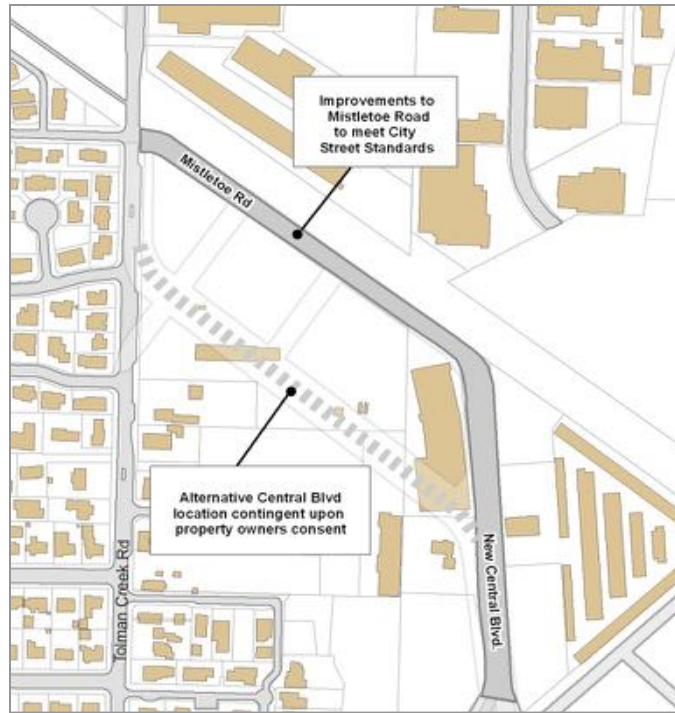 Improvements to
Mistletoe Road
to meet City
Street Standards
Mistletoe Rd
Alternative Central Blvd
location contingent upon
property owners consent
Tolman Creek Rd
New Central Blvd.